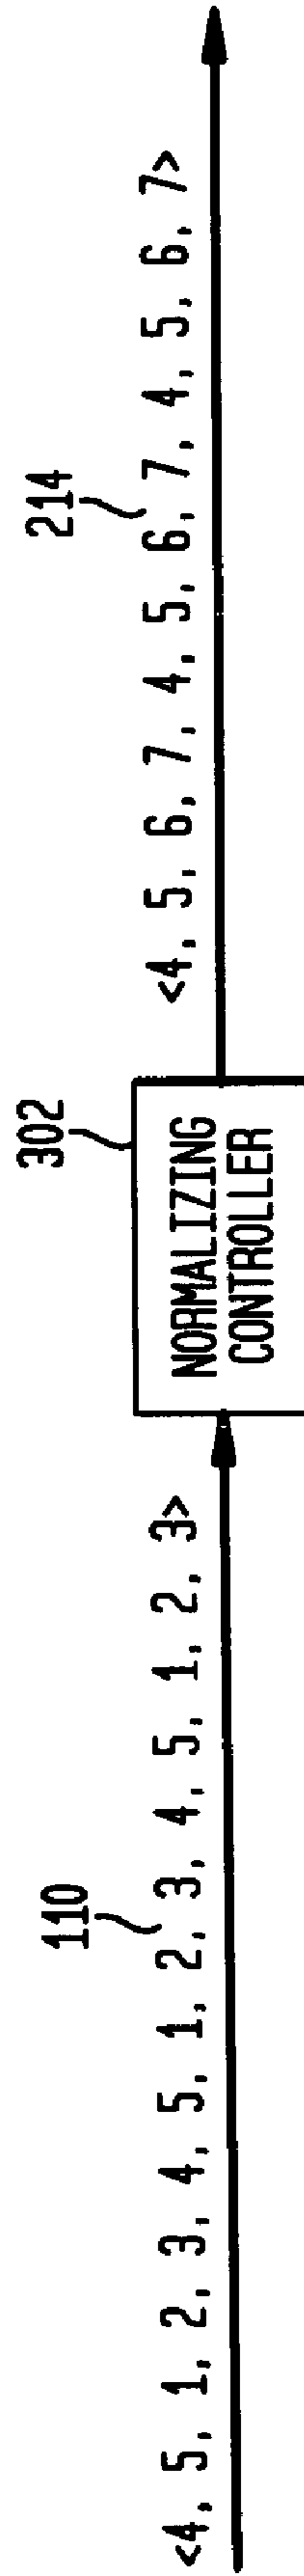 110
<4, 5, 1, 2, 3, 4, 5, 1, 2, 3, 4, 5, 1, 2, 3>
302
NORMALIZING
CONTROLLER
214
<4, 5, 6, 7, 4, 5, 6, 7, 4, 5, 6, 7>